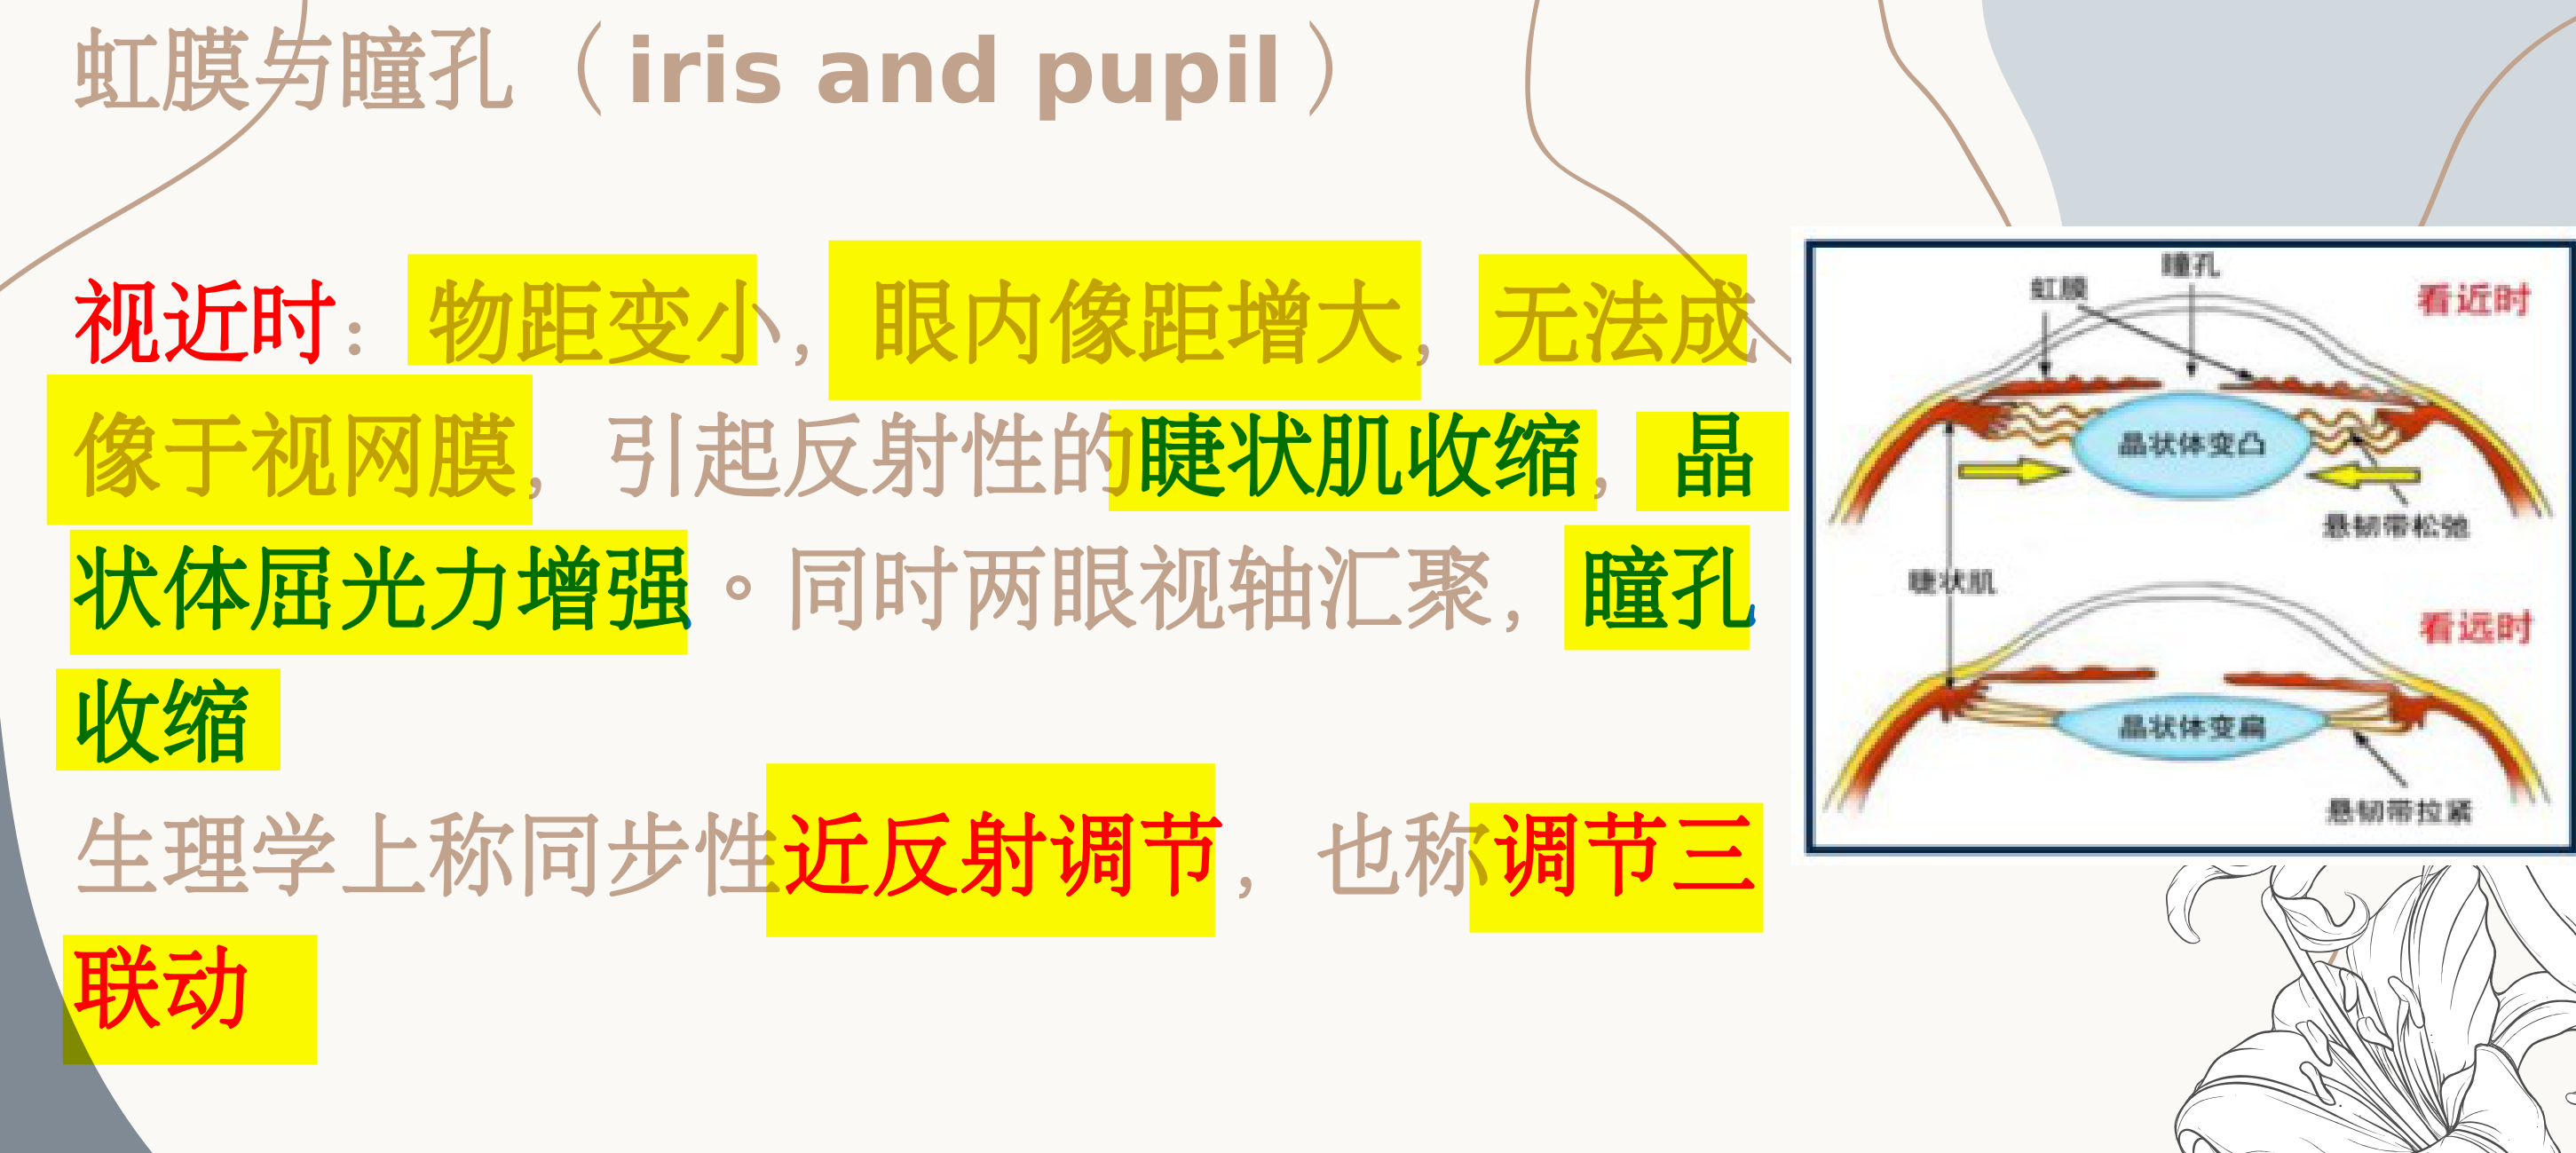 虹膜与瞳孔（iris and pupil）
视近时：物距变小，眼内像距增大，无法成
像于视网膜，引起反射性的睫状肌收缩，晶
状体屈光力增强。同时两眼视轴汇聚，瞳孔
收缩
生理学上称同步性近反射调节，也称调节三
联动
瞳孔
虹膜
看近时
晶状体变凸
悬韧带松弛
睫状肌
看远时
晶状体变扁
悬韧带拉紧